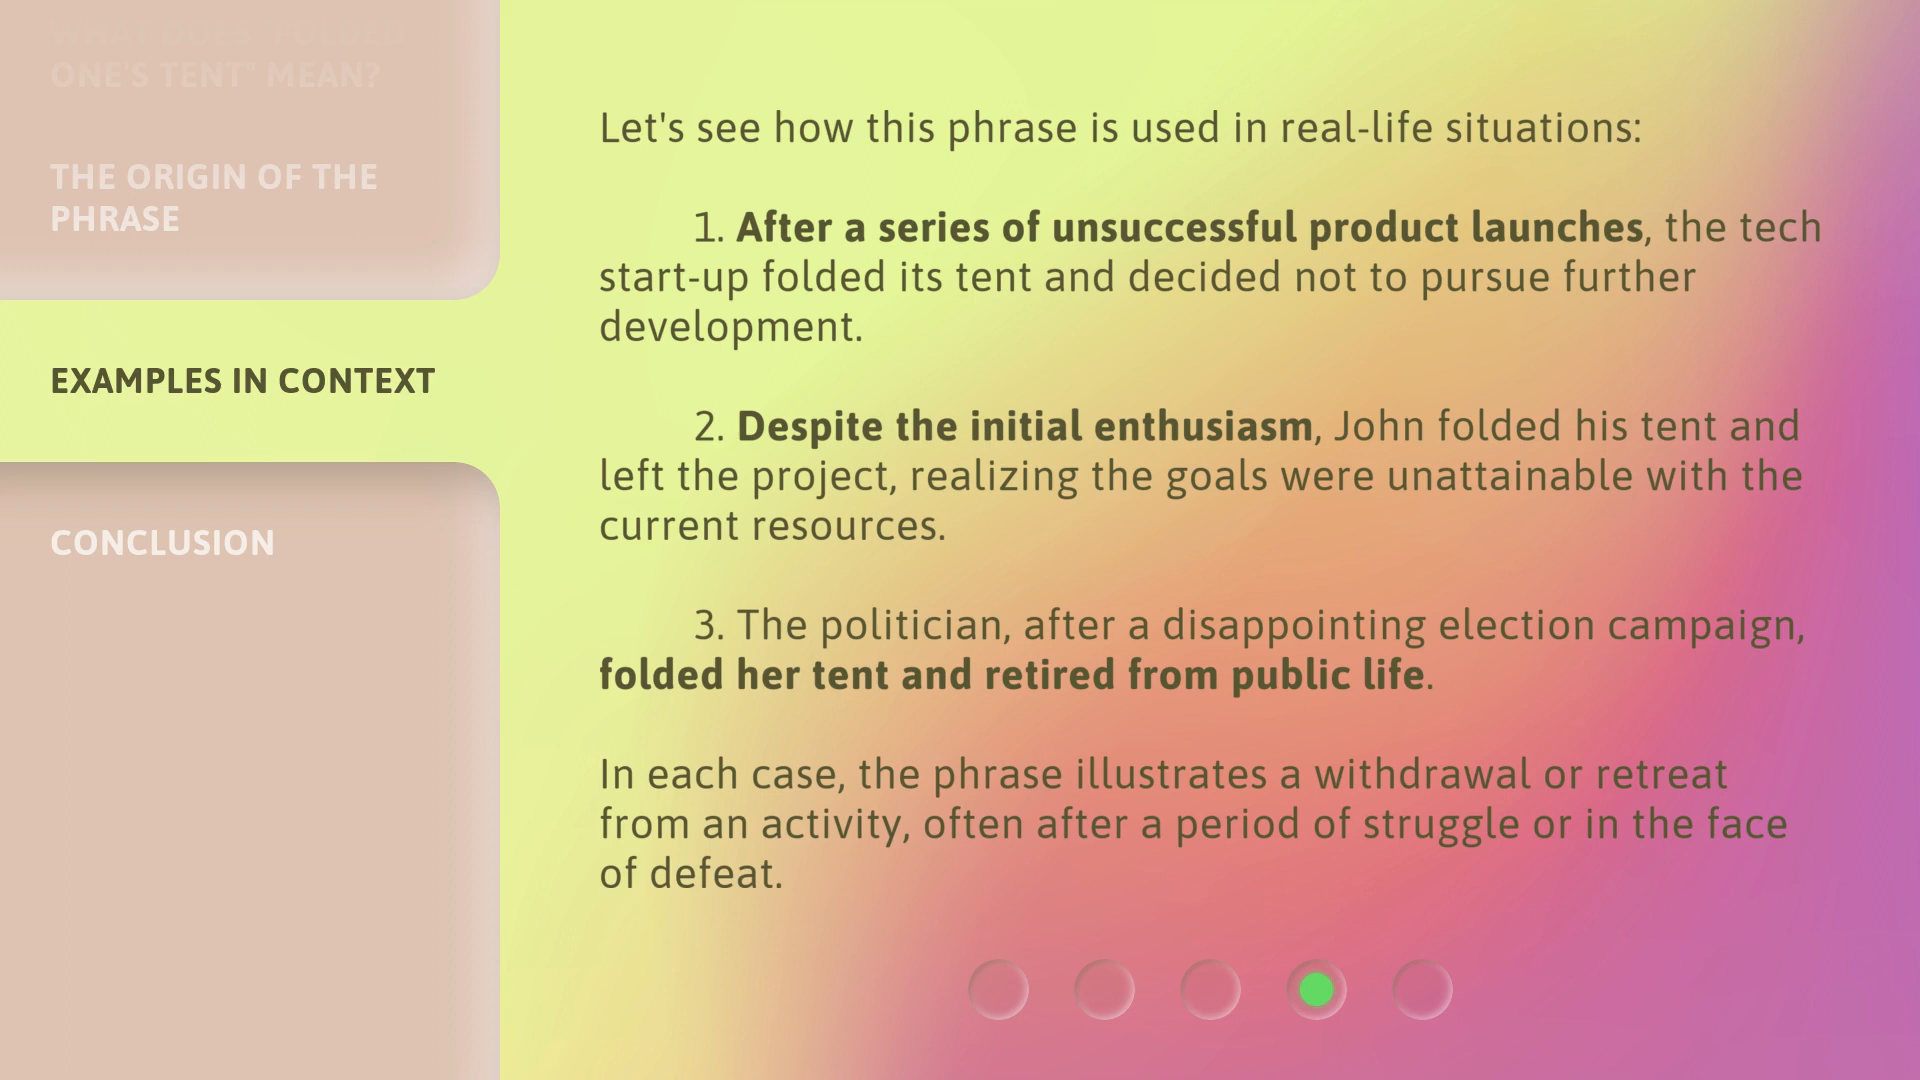 WHAT DOES "FOLDED
ONE'S TENT" MEAN?
THE ORIGIN OF THE
PHRASE
EXAMPLES IN CONTEXT
CONCLUSION
Let's see how this phrase is used in real-life situations:
1. After a series of unsuccessful product launches, the tech
start-up folded its tent and decided not to pursue further
development.
2. Despite the initial enthusiasm, John folded his tent and
left the project, realizing the goals were unattainable with the
current resources.
3. The politician, after a disappointing election campaign,
folded her tent and retired from public life.
In each case, the phrase illustrates a withdrawal or retreat
from an activity, often after a period of struggle or in the face
of defeat.